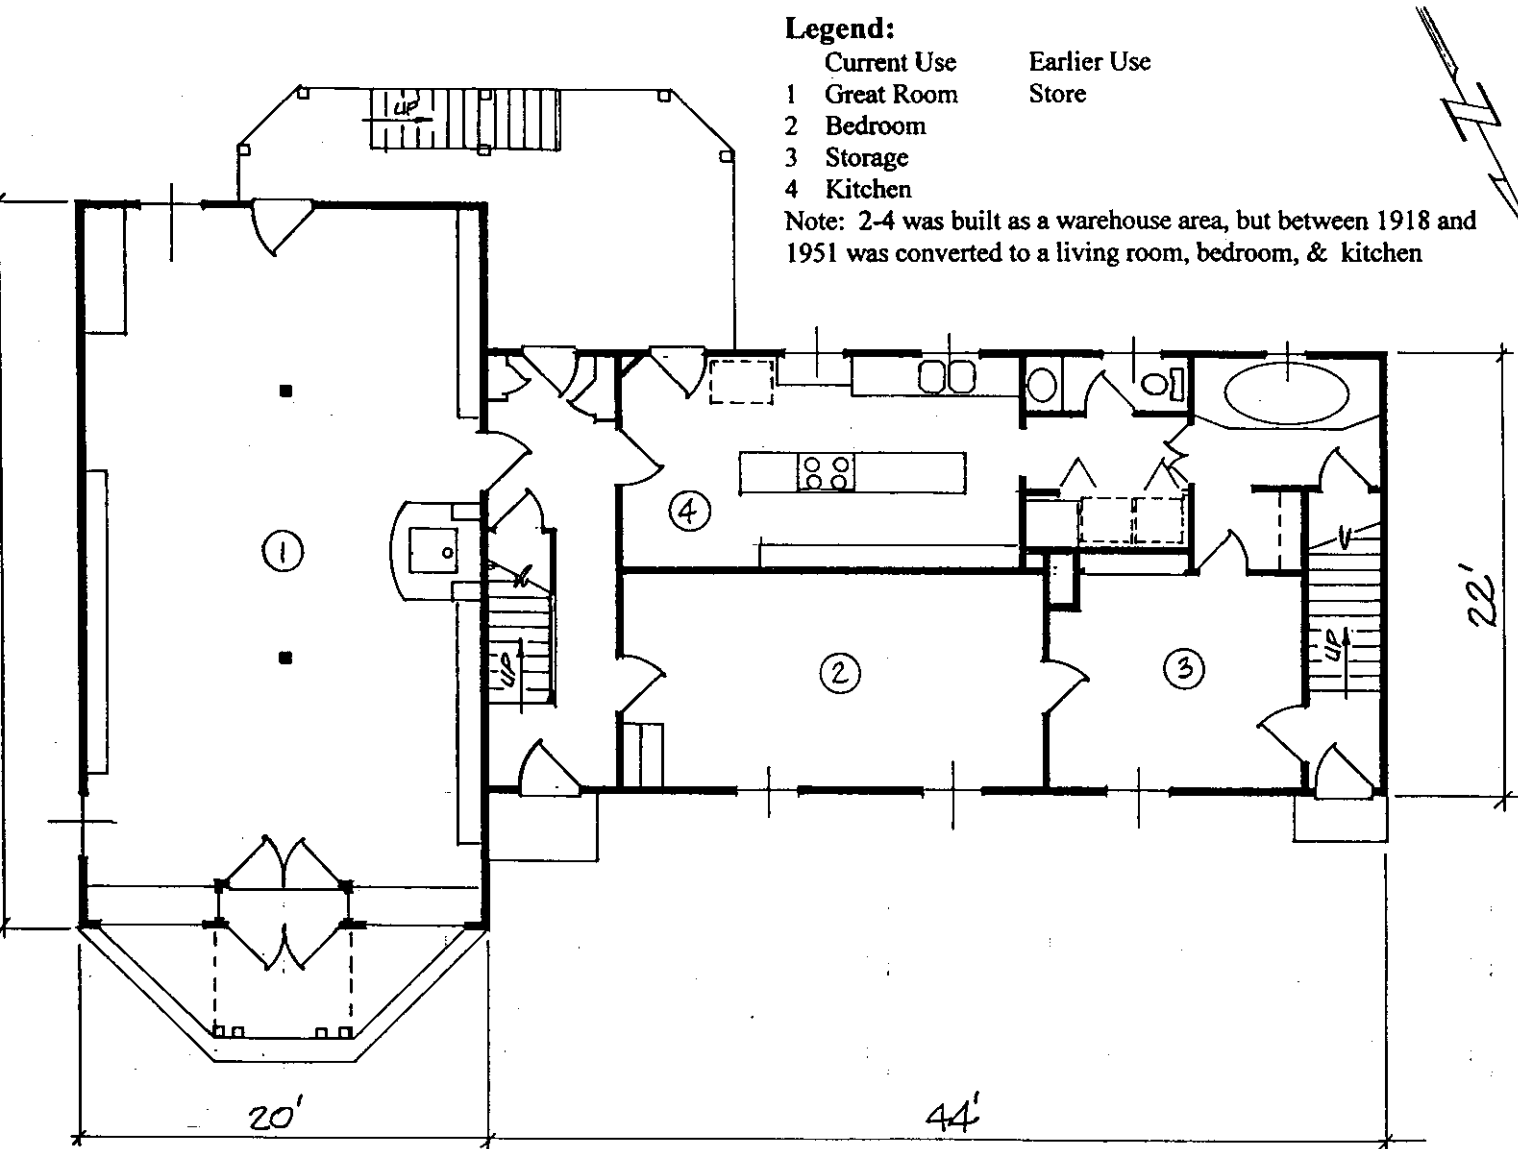 Legend:
Current Use Earlier Use
1 Great Room Store
2 Bedroom
3 Storage
4 Kitchen
Note: 2-4 was built as a warehouse area, but between 1918 and
1951 was converted to a living room, bedroom, & kitchen
N
UP
4
1
2
3
UP
UP
22'
20'
44'